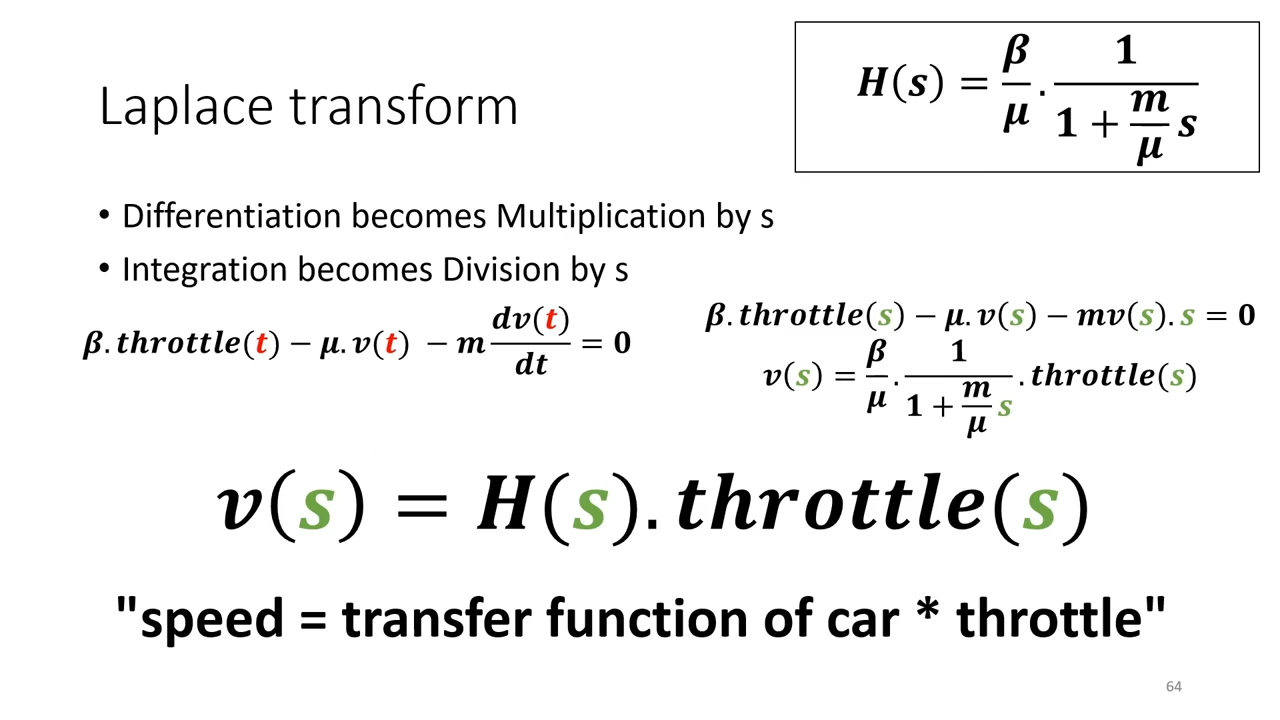 Laplace transform
H(s) = β/μ . 1/(1 + m/μ s)
• Differentiation becomes Multiplication by s
• Integration becomes Division by s
β.throttle(t) − μ.v(t) − m dv(t)/dt = 0
β.throttle(s) − μ.v(s) − mv(s).s = 0
v(s) = β/μ . 1/(1 + m/μ s) .throttle(s)
v(s) = H(s).throttle(s)
"speed = transfer function of car * throttle"
64